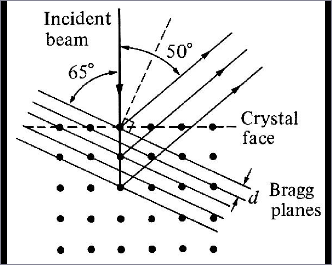 Incident
beam
50°
65°
Crystal
face
d
Bragg
planes